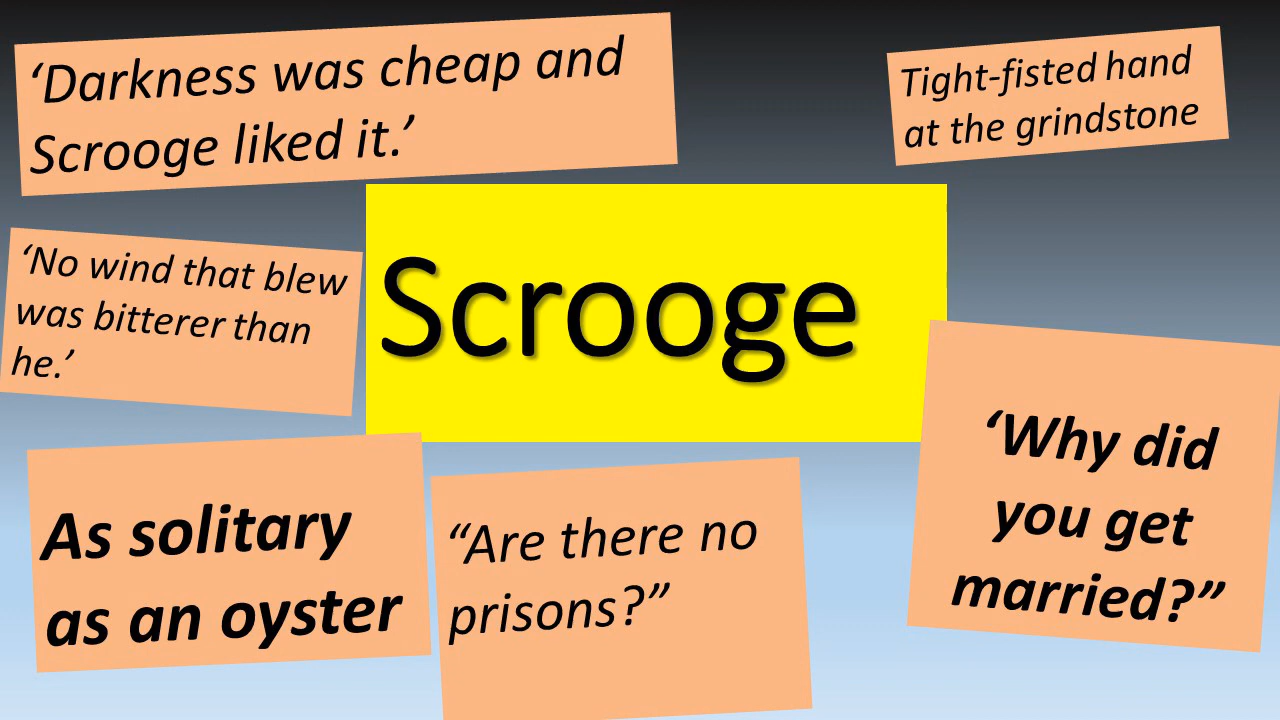 ‘Darkness was cheap and
Scrooge liked it.’
Tight-fisted hand
at the grindstone
‘No wind that blew
was bitterer than
he.’
Scrooge
‘Why did
you get
married?”
As solitary
as an oyster
“Are there no
prisons?”